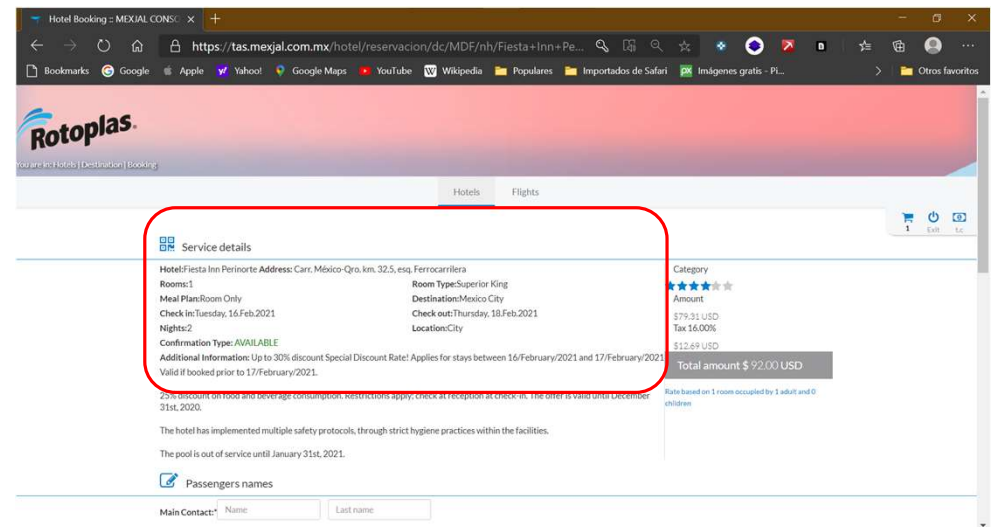 Hotel Booking :: MEXJAL CONSO
https://tas.mexjal.com.mx/hotel/reservacion/dc/MDF/nh/Fiesta+Inn+Pe...
Bookmarks Google Apple Yahoo! Google Maps YouTube Wikipedia Populares Importados de Safari Imágenes gratis - Pi... Otros favoritos
Rotoplas.
You are in: Hotels | Destination | Booking
Hotels Flights
1 Exit t.c
Service details
Hotel:Fiesta Inn Perinorte Address: Carr. México-Qro. km. 32.5, esq. Ferrocarrilera
Rooms:1 Room Type:Superior King
Meal Plan:Room Only Destination:Mexico City
Check in:Tuesday, 16.Feb.2021 Check out:Thursday, 18.Feb.2021
Nights:2 Location:City
Confirmation Type: AVAILABLE
Additional Information: Up to 30% discount Special Discount Rate! Applies for stays between 16/February/2021 and 17/February/2021
Valid if booked prior to 17/February/2021.
25% discount on food and beverage consumption. Restrictions apply; check at reception at check-in. The offer is valid until December
31st, 2020.
The hotel has implemented multiple safety protocols, through strict hygiene practices within the facilities.
The pool is out of service until January 31st, 2021.
Category
Amount
$79.31 USD
Tax 16.00%
$12.69 USD
Total amount $ 92.00 USD
Rate based on 1 room occupied by 1 adult and 0
children
Passengers names
Main Contact:* Name Last name